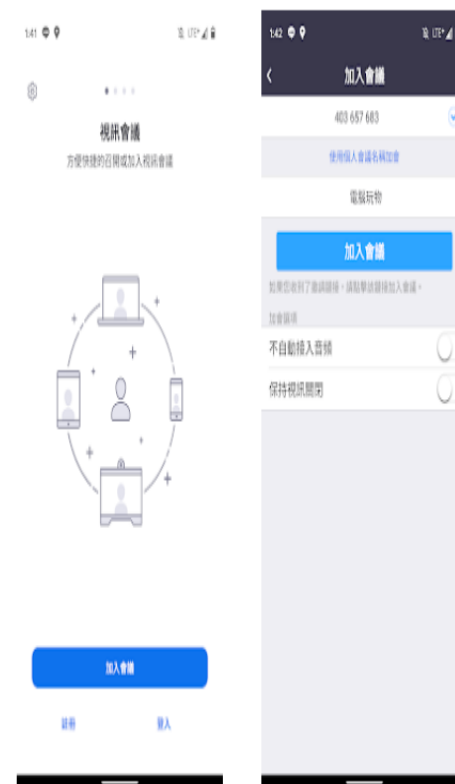 1:41
LTE+
視訊會議
方便快捷的召開或加入視訊會議
加入會議
註冊
登入
1:42
LTE+
加入會議
403 657 683
使用個人會議名稱加會
電腦玩物
加入會議
如果您收到了邀請鏈接，請點擊該鏈接加入會議。
加會選項
不自動接入音頻
保持視訊關閉